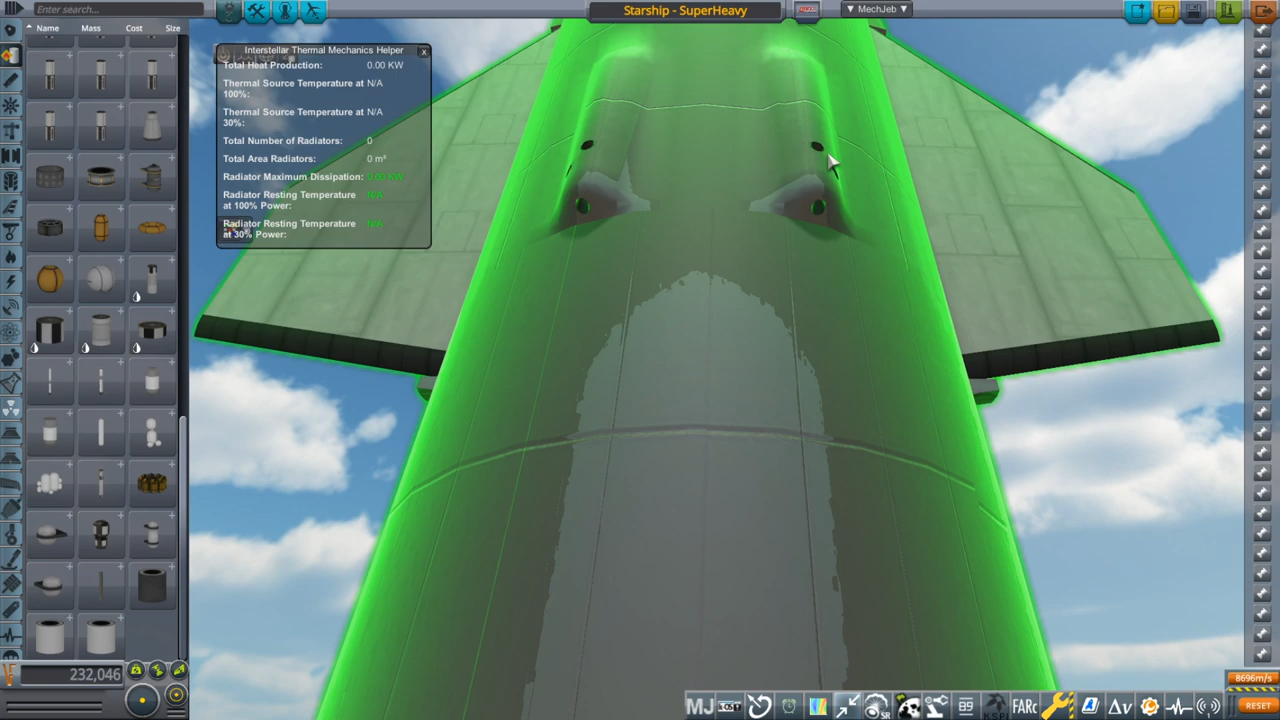 Enter search...
Starship - SuperHeavy
▼ MechJeb ▼
Name Mass Cost Size
Interstellar Thermal Mechanics Helper x
Total Heat Production: 0.00 KW
Thermal Source Temperature at N/A
100%:
Thermal Source Temperature at N/A
30%:
Total Number of Radiators: 0
Total Area Radiators: 0 m²
Radiator Maximum Dissipation: 0.00 KW
Radiator Resting Temperature N/A
at 100% Power:
Radiator Resting Temperature N/A
at 30% Power:
232,046
8696m/s
RESET
MJ SR 89 KSPI FARc Δv